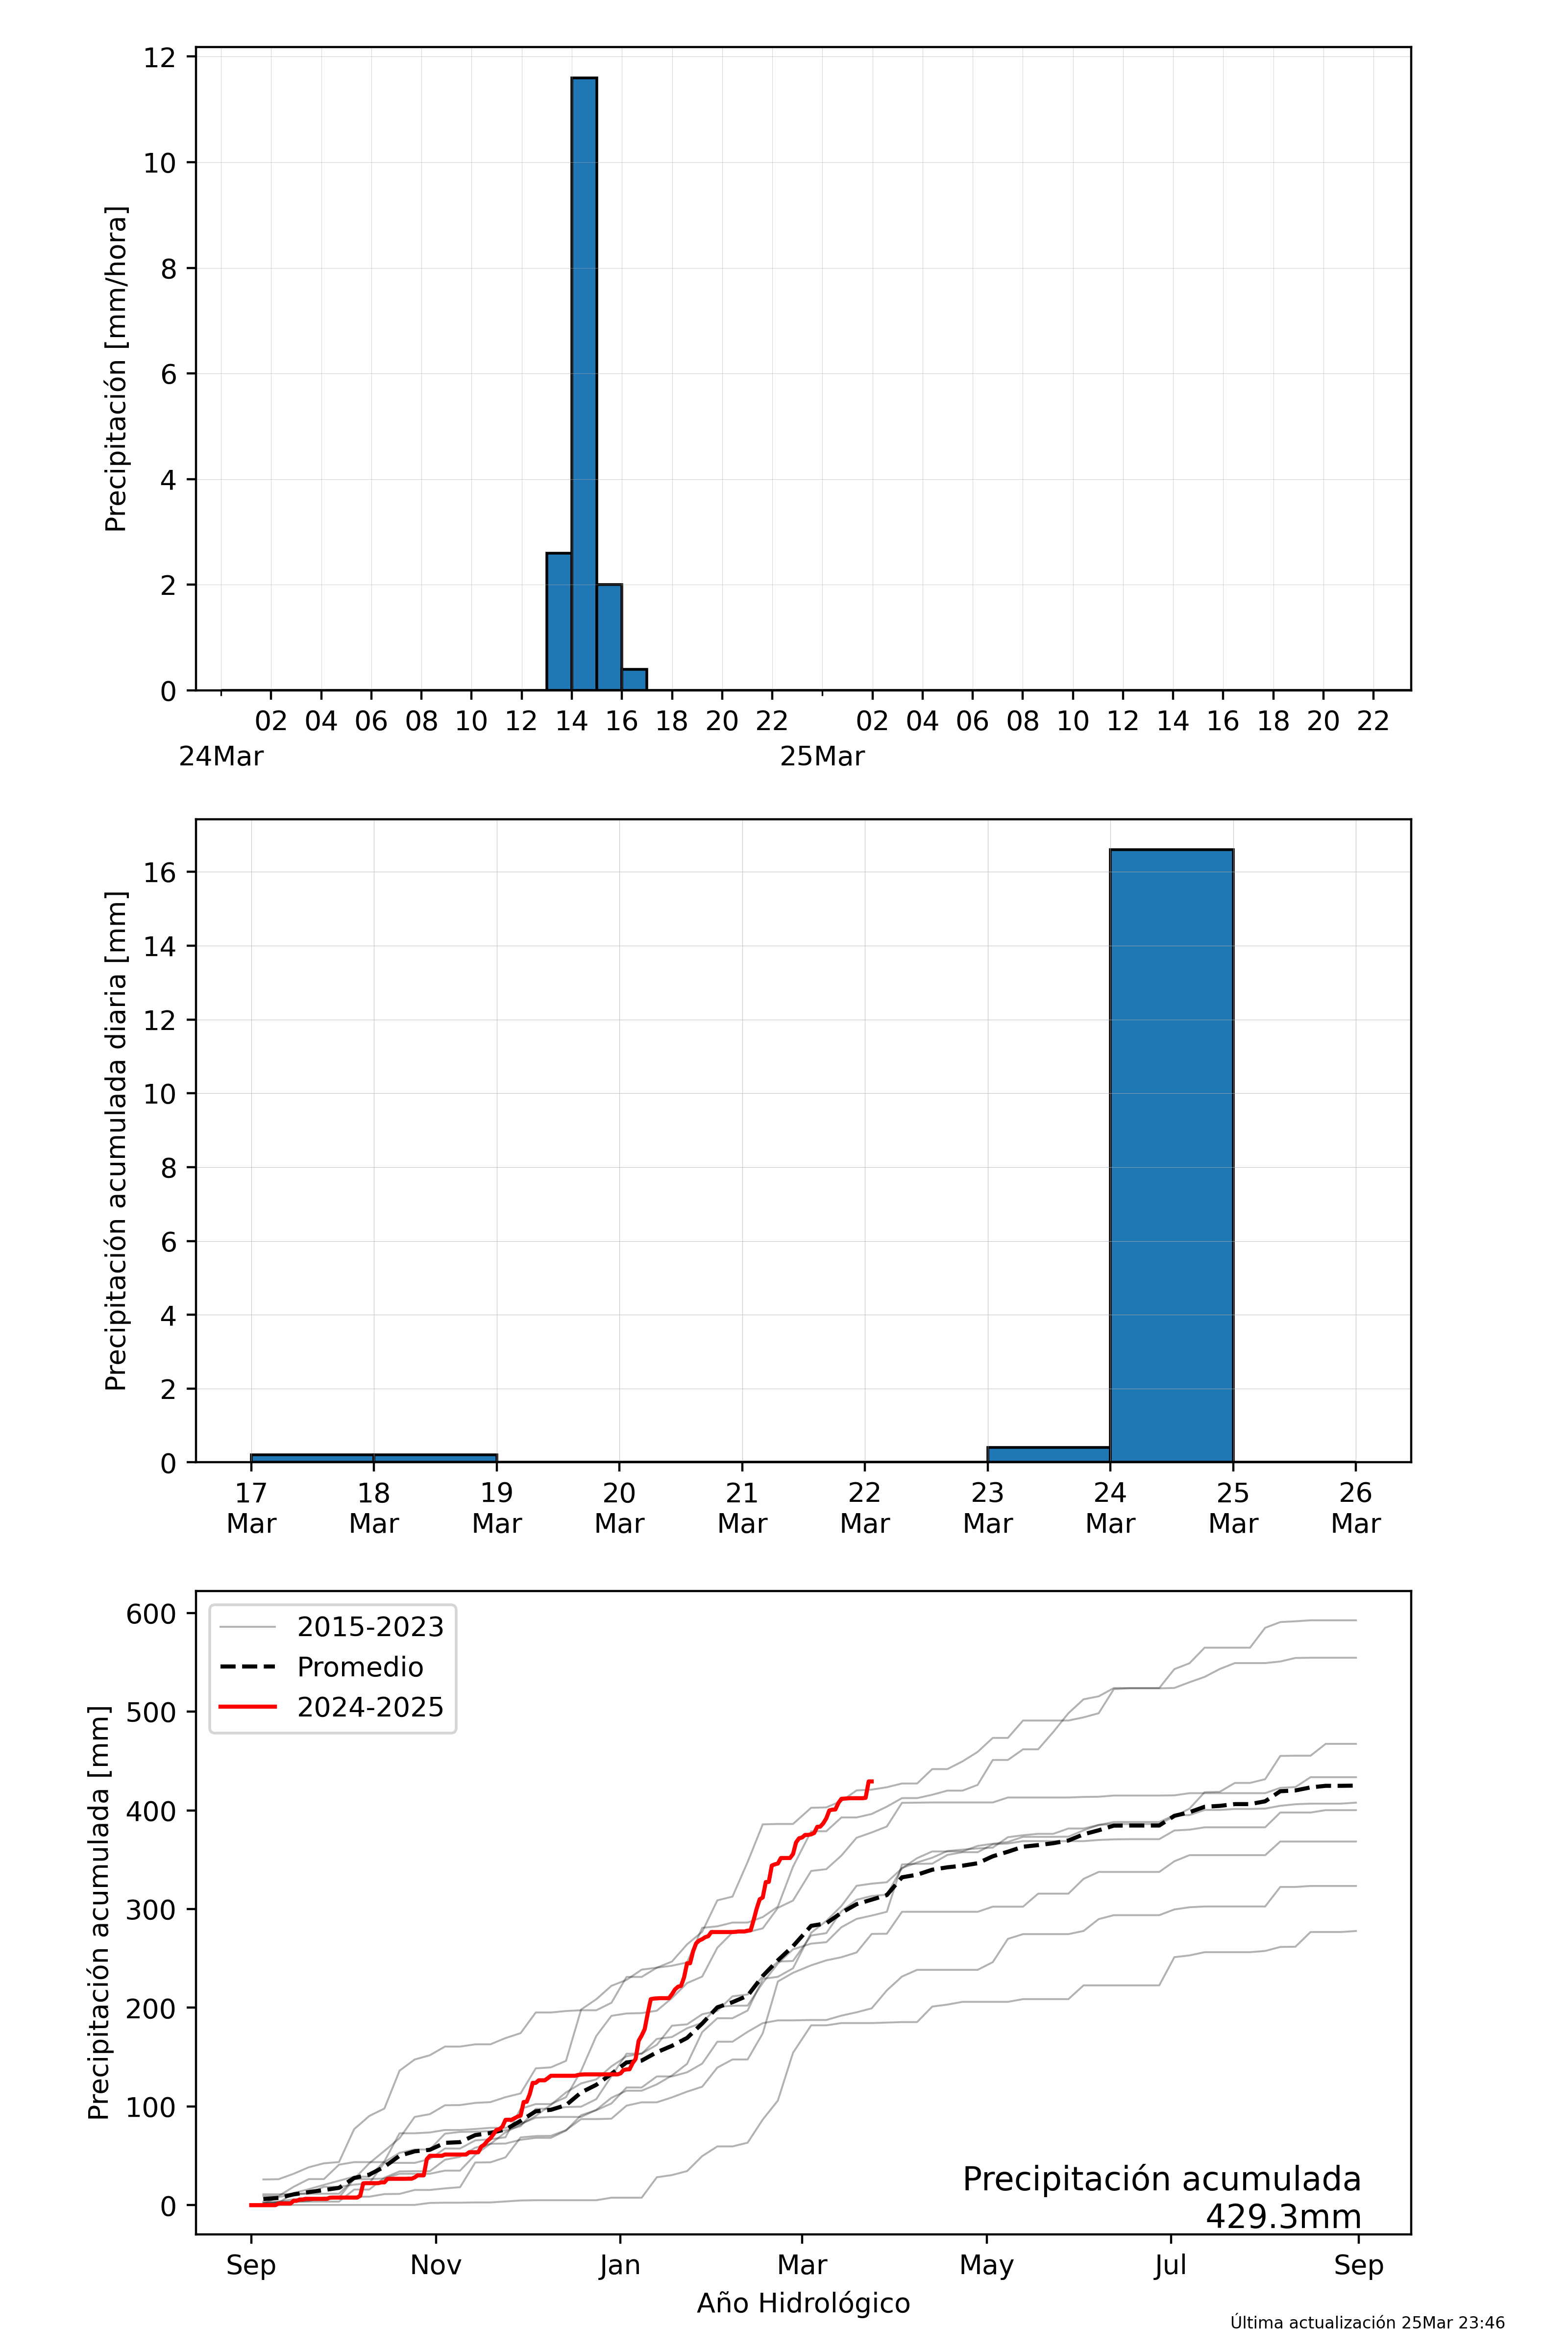 Precipitación [mm/hora]
12
10
8
6
4
2
0
02 04 06 08 10 12 14 16 18 20 22 02 04 06 08 10 12 14 16 18 20 22
24Mar 25Mar
Precipitación acumulada diaria [mm]
16
14
12
10
8
6
4
2
0
17 18 19 20 21 22 23 24 25 26
Mar Mar Mar Mar Mar Mar Mar Mar Mar Mar
Precipitación acumulada [mm]
600
500
400
300
200
100
0
2015-2023
Promedio
2024-2025
Precipitación acumulada
429.3mm
Sep Nov Jan Mar May Jul Sep
Año Hidrológico
Última actualización 25Mar 23:46